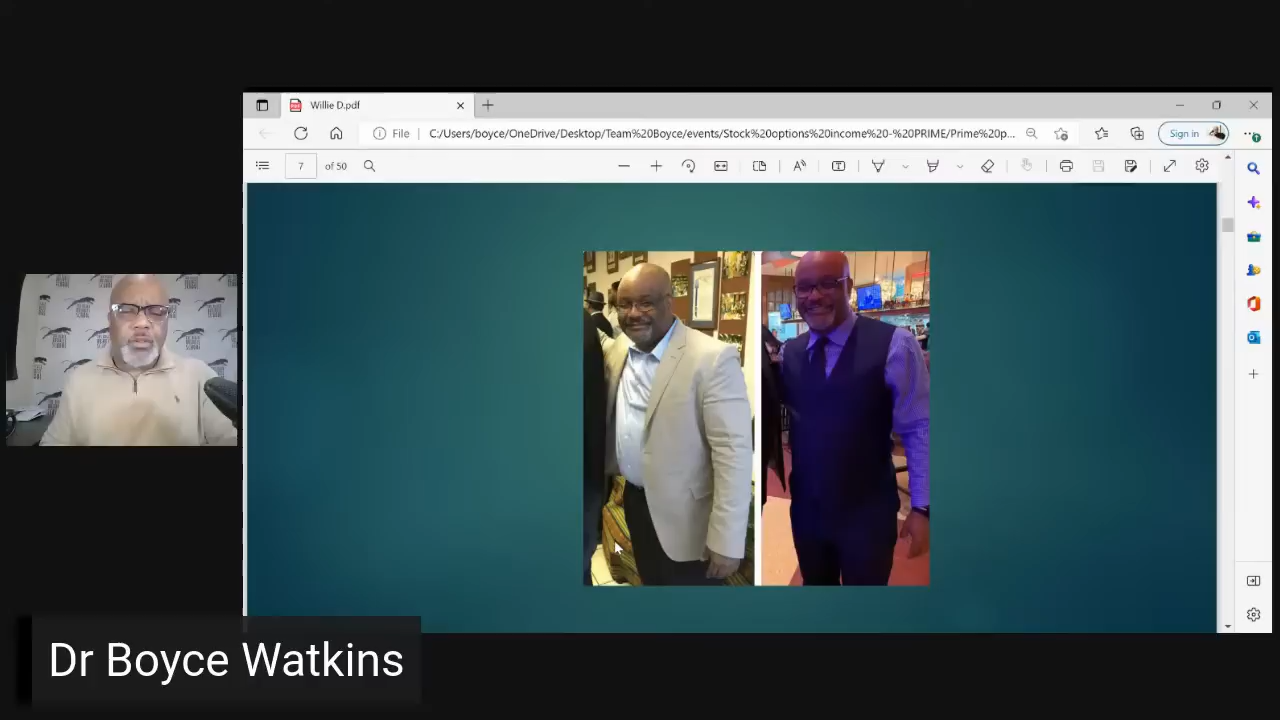 Willie D.pdf
File
C:/Users/boyce/OneDrive/Desktop/Team%20Boyce/events/Stock%20options%20income%20-%20PRIME/Prime%20p...
Sign in
7 of 50
Dr Boyce Watkins